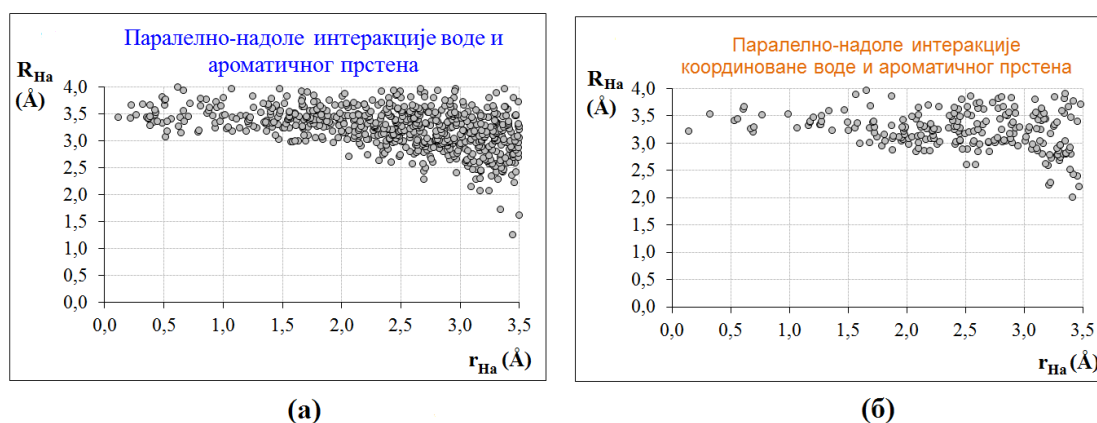 Паралелно-надоле интеракције воде и
ароматичног прстена
R_Ha
(Å)
4,0
3,5
3,0
2,5
2,0
1,5
1,0
0,5
0,0
0,0 0,5 1,0 1,5 2,0 2,5 3,0 3,5
r_Ha (Å)
(а)
Паралелно-надоле интеракције
координоване воде и ароматичног прстена
R_Ha
(Å)
4,0
3,5
3,0
2,5
2,0
1,5
1,0
0,5
0,0
0,0 0,5 1,0 1,5 2,0 2,5 3,0 3,5
r_Ha (Å)
(б)